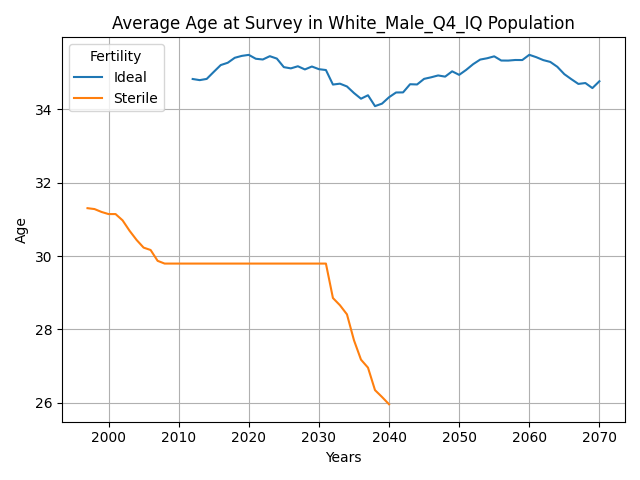 Average Age at Survey in White_Male_Q4_IQ Population
Fertility
Ideal
Sterile
Age
34
32
30
28
26
2000 2010 2020 2030 2040 2050 2060 2070
Years